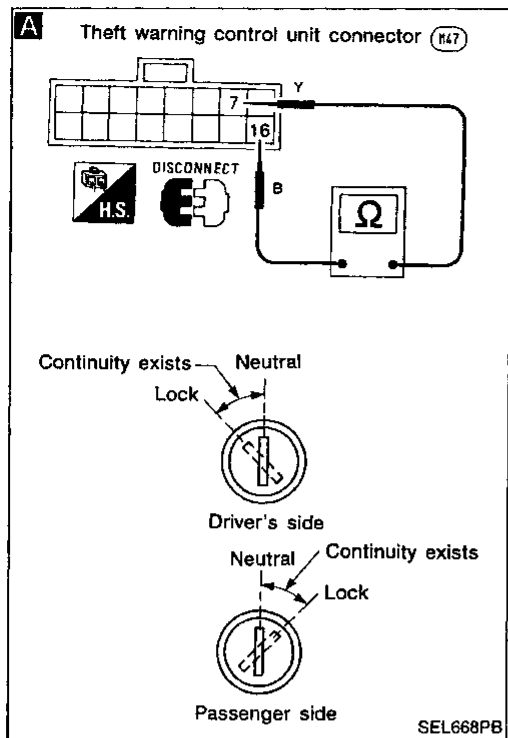 A
Theft warning control unit connector M47
7
Y
16
DISCONNECT
H.S.
B
Ω
Continuity exists
Neutral
Lock
Driver's side
Neutral
Continuity exists
Lock
Passenger side
SEL668PB